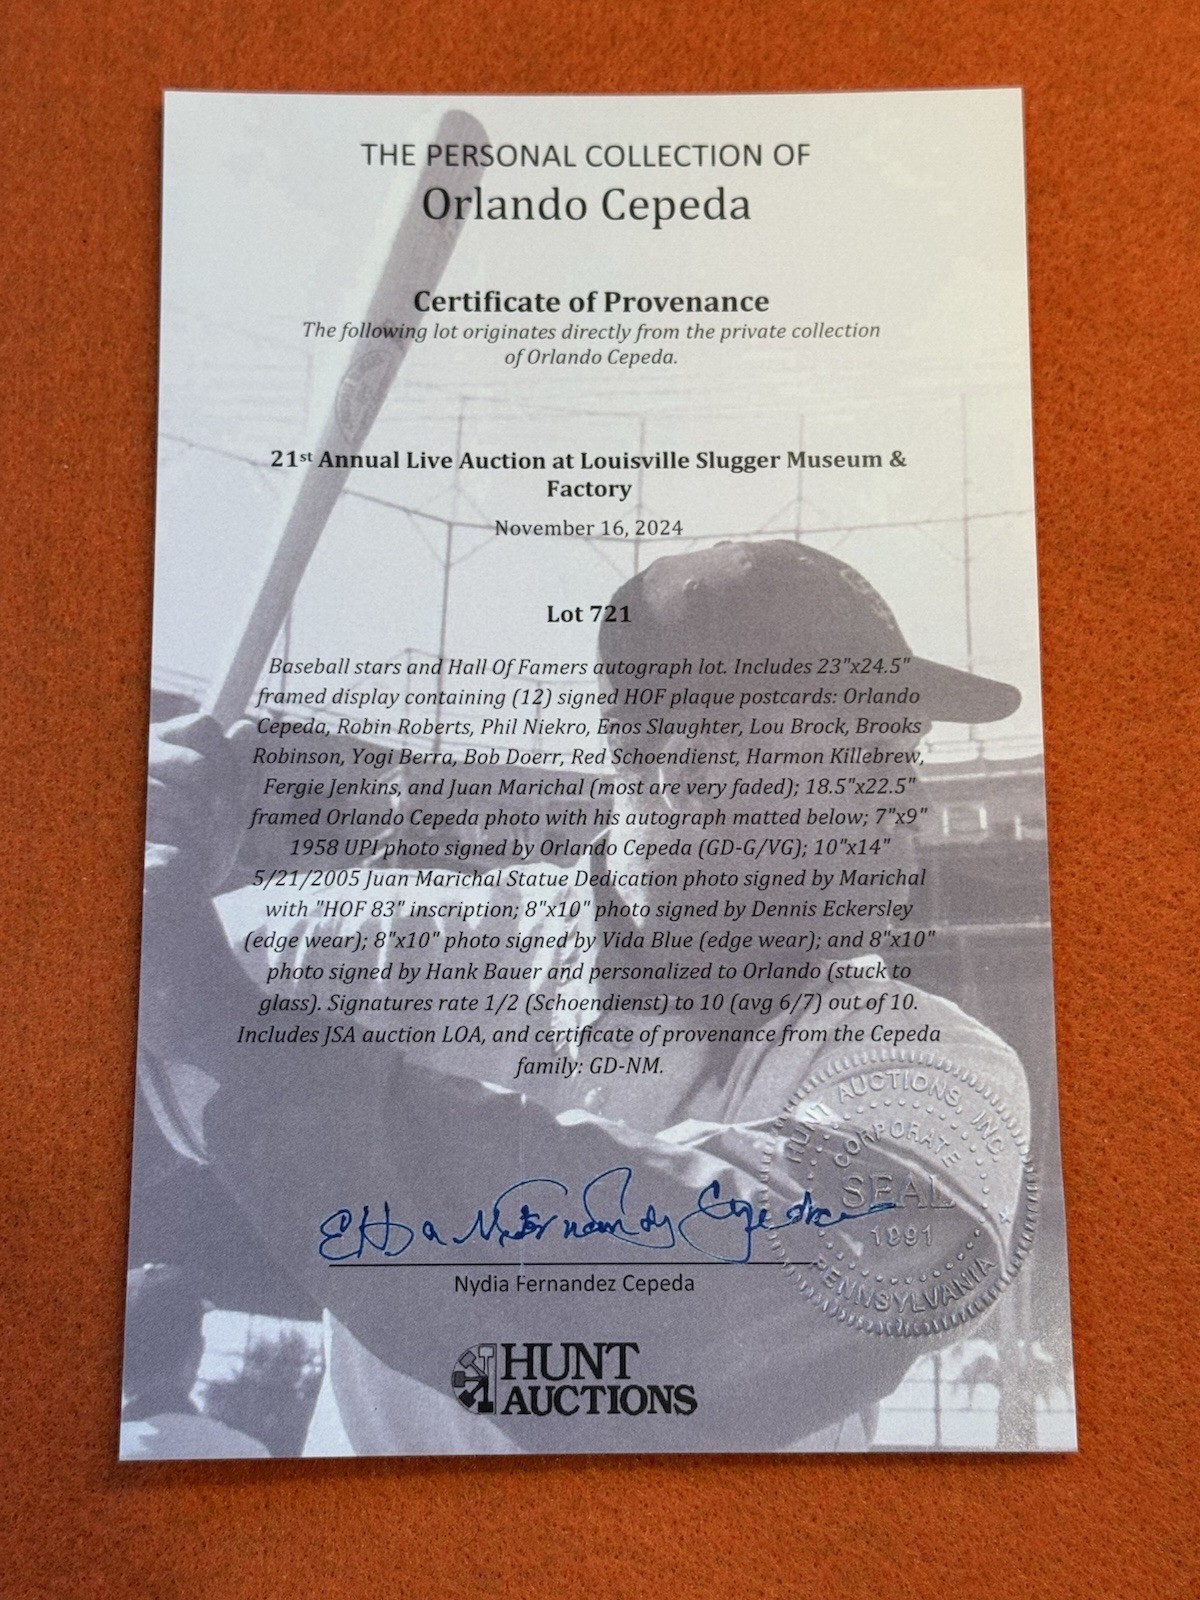 THE PERSONAL COLLECTION OF
Orlando Cepeda
Certificate of Provenance
The following lot originates directly from the private collection
of Orlando Cepeda.
21st Annual Live Auction at Louisville Slugger Museum &
Factory
November 16, 2024
Lot 721
Baseball stars and Hall Of Famers autograph lot. Includes 23"x24.5"
framed display containing (12) signed HOF plaque postcards: Orlando
Cepeda, Robin Roberts, Phil Niekro, Enos Slaughter, Lou Brock, Brooks
Robinson, Yogi Berra, Bob Doerr, Red Schoendienst, Harmon Killebrew,
Fergie Jenkins, and Juan Marichal (most are very faded); 18.5"x22.5"
framed Orlando Cepeda photo with his autograph matted below; 7"x9"
1958 UPI photo signed by Orlando Cepeda (GD-G/VG); 10"x14"
5/21/2005 Juan Marichal Statue Dedication photo signed by Marichal
with "HOF 83" inscription; 8"x10" photo signed by Dennis Eckersley
(edge wear); 8"x10" photo signed by Vida Blue (edge wear); and 8"x10"
photo signed by Hank Bauer and personalized to Orlando (stuck to
glass). Signatures rate 1/2 (Schoendienst) to 10 (avg 6/7) out of 10.
Includes JSA auction LOA, and certificate of provenance from the Cepeda
family: GD-NM.
HUNT AUCTIONS, INC.
CORPORATE
SEAL
1991
PENNSYLVANIA
Nydia Fernandez Cepeda
HUNT
AUCTIONS